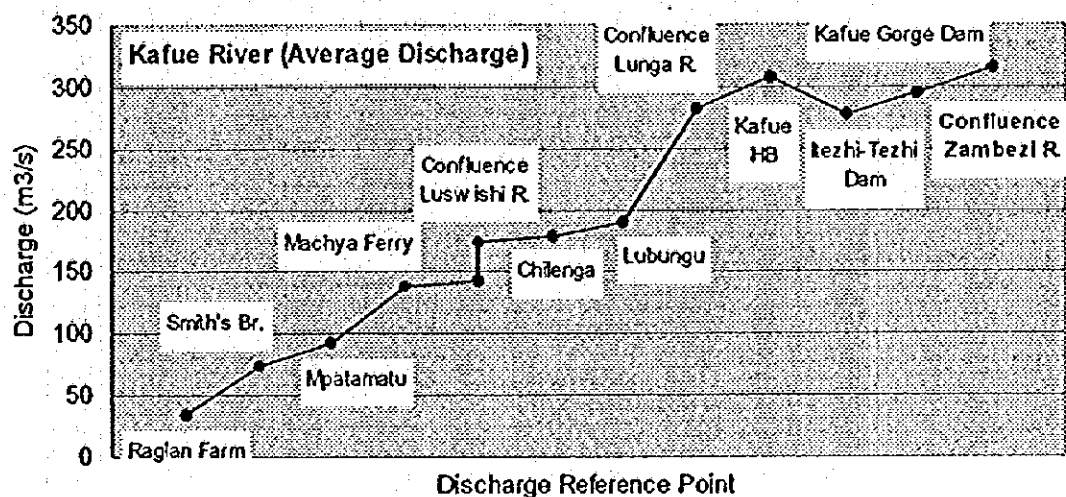 Kafue River (Average Discharge)
Discharge (m3/s)
350
300
250
200
150
100
50
0
Raglan Farm
Smith's Br.
Mpatamatu
Machya Ferry
Confluence
Luswishi R.
Chilenga
Lubungu
Confluence
Lunga R.
Kafue
HB
Itezhi-Tezhi
Dam
Kafue Gorge Dam
Confluence
Zambezi R.
Discharge Reference Point